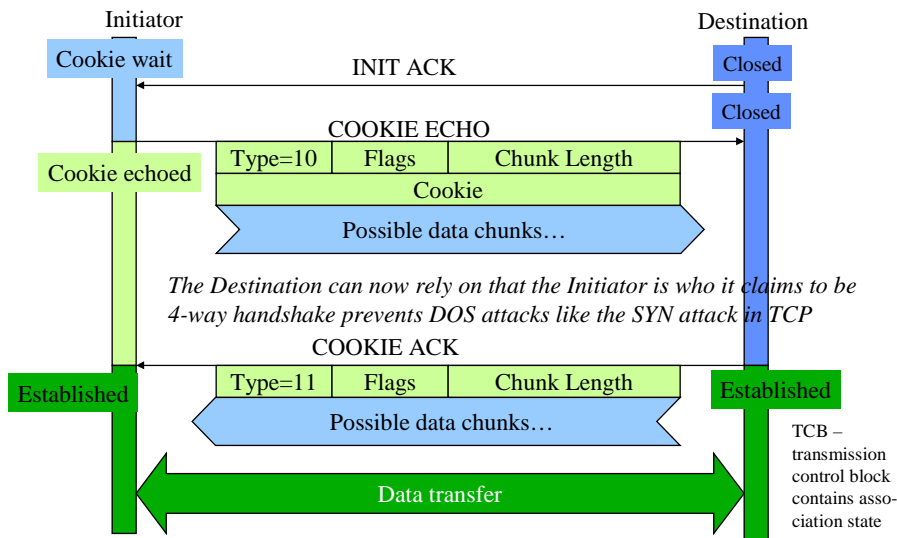 Initiator
Destination
Cookie wait
INIT ACK
Closed
Closed
COOKIE ECHO
Type=10 Flags Chunk Length
Cookie echoed
Cookie
Possible data chunks…
The Destination can now rely on that the Initiator is who it claims to be
4-way handshake prevents DOS attacks like the SYN attack in TCP
COOKIE ACK
Type=11 Flags Chunk Length
Established
Established
Possible data chunks…
TCB –
transmission
control block
contains asso-
ciation state
Data transfer